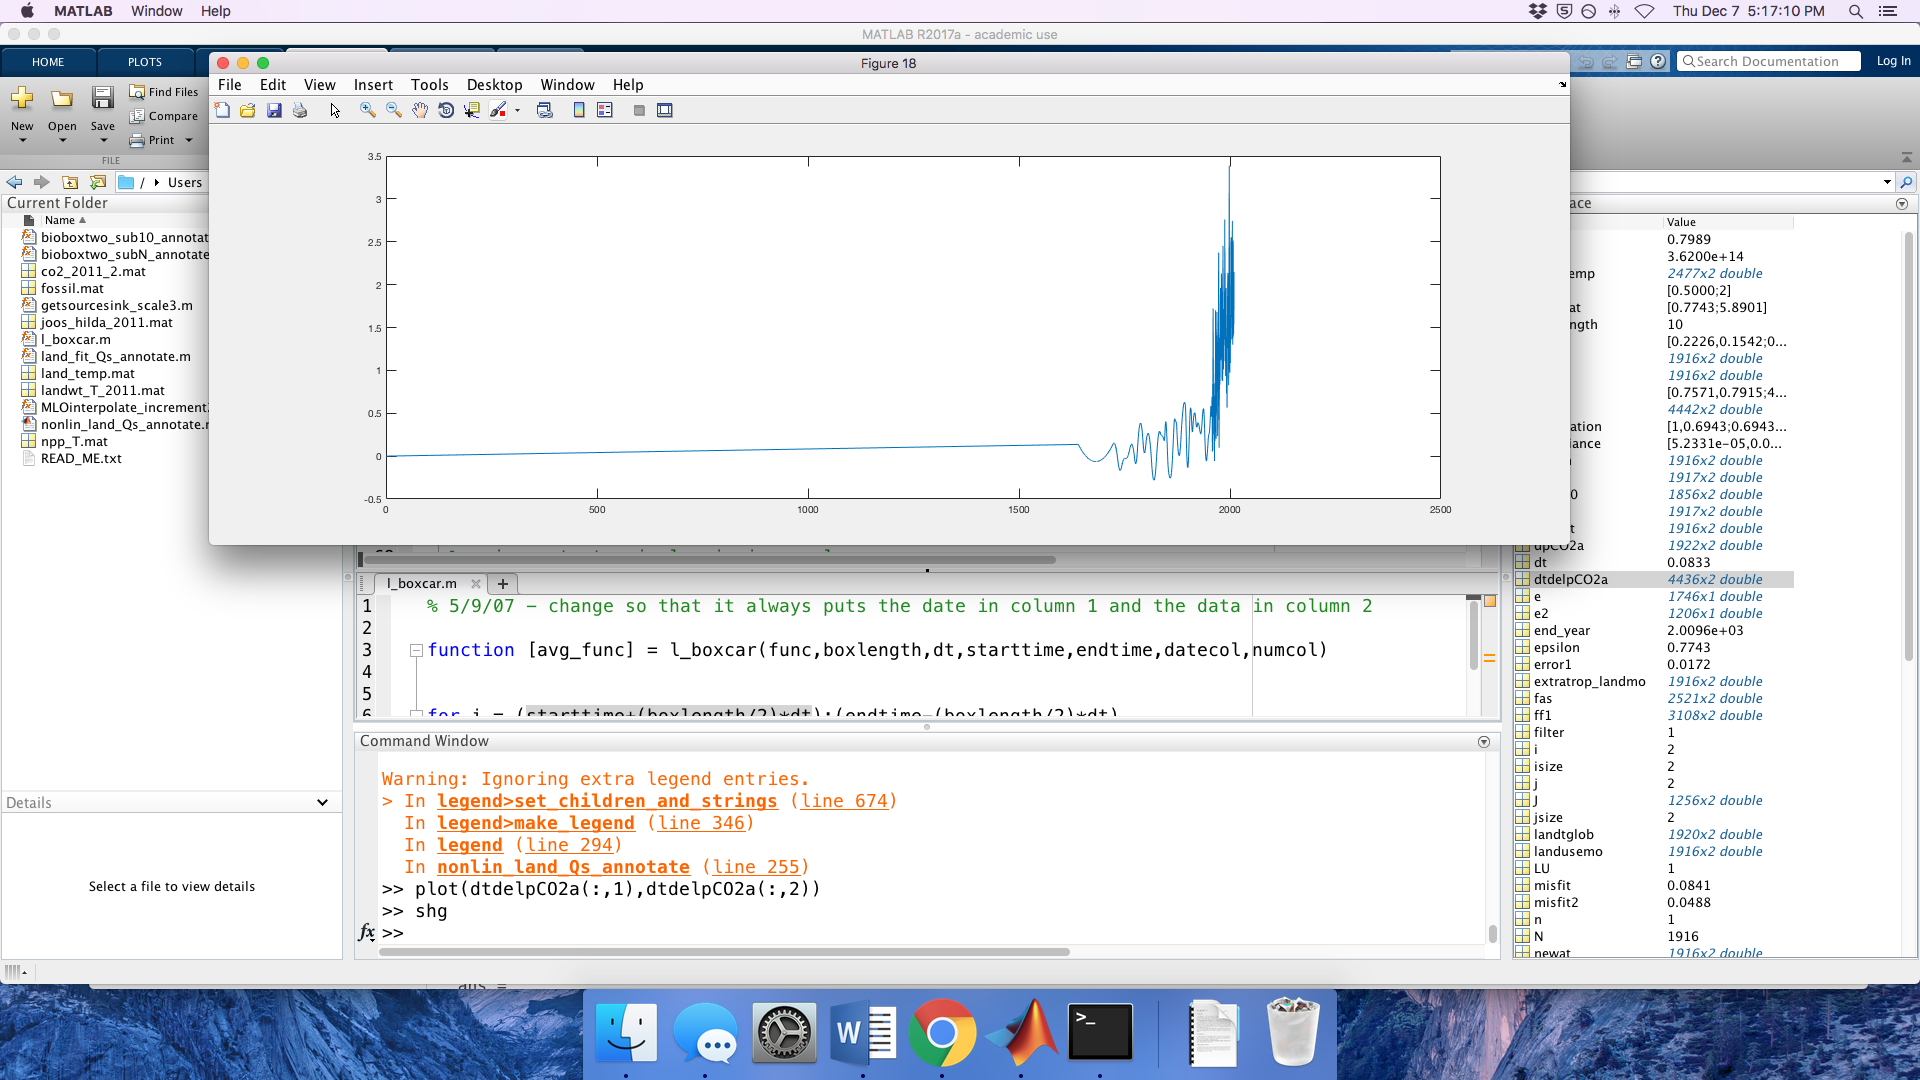 MATLAB Window Help
Thu Dec 7 5:17:10 PM
MATLAB R2017a - academic use
HOME PLOTS
Search Documentation
Log In
Figure 18
File Edit View Insert Tools Desktop Window Help
New
Open
Save
Find Files
Compare
Print
FILE
/ Users
Current Folder
Name
bioboxtwo_sub10_annotat
bioboxtwo_subN_annotate
co2_2011_2.mat
fossil.mat
getsourcesink_scale3.m
joos_hilda_2011.mat
l_boxcar.m
land_fit_Qs_annotate.m
land_temp.mat
landwt_T_2011.mat
MLOinterpolate_increment
nonlin_land_Qs_annotate.
npp_T.mat
READ_ME.txt
Details
Select a file to view details
3.5
3
2.5
2
1.5
1
0.5
0
-0.5
0 500 1000 1500 2000 2500
l_boxcar.m
1 % 5/9/07 - change so that it always puts the date in column 1 and the data in column 2
2
3 function [avg_func] = l_boxcar(func,boxlength,dt,starttime,endtime,datecol,numcol)
4
5
6 for i = (starttime+(boxlength/2)*dt):(endtime-(boxlength/2)*dt)
Command Window
Warning: Ignoring extra legend entries.
> In legend>set_children_and_strings (line 674)
In legend>make_legend (line 346)
In legend (line 294)
In nonlin_land_Qs_annotate (line 255)
>> plot(dtdelpCO2a(:,1),dtdelpCO2a(:,2))
>> shg
fx >>
ace
Value
0.7989
3.6200e+14
emp 2477x2 double
[0.5000;2]
at [0.7743;5.8901]
ngth 10
[0.2226,0.1542;0...
1916x2 double
1916x2 double
[0.7571,0.7915;4...
4442x2 double
ation [1,0.6943;0.6943...
iance [5.2331e-05,0.0...
1916x2 double
1917x2 double
0 1856x2 double
1917x2 double
t 1916x2 double
dpCO2a 1922x2 double
dt 0.0833
dtdelpCO2a 4436x2 double
e 1746x1 double
e2 1206x1 double
end_year 2.0096e+03
epsilon 0.7743
error1 0.0172
extratrop_landmo 1916x2 double
fas 2521x2 double
ff1 3108x2 double
filter 1
i 2
isize 2
j 2
J 1256x2 double
jsize 2
landtglob 1920x2 double
landusemo 1916x2 double
LU 1
misfit 0.0841
misfit2 0.0488
n 1
N 1916
newat 1916x2 double
ans =